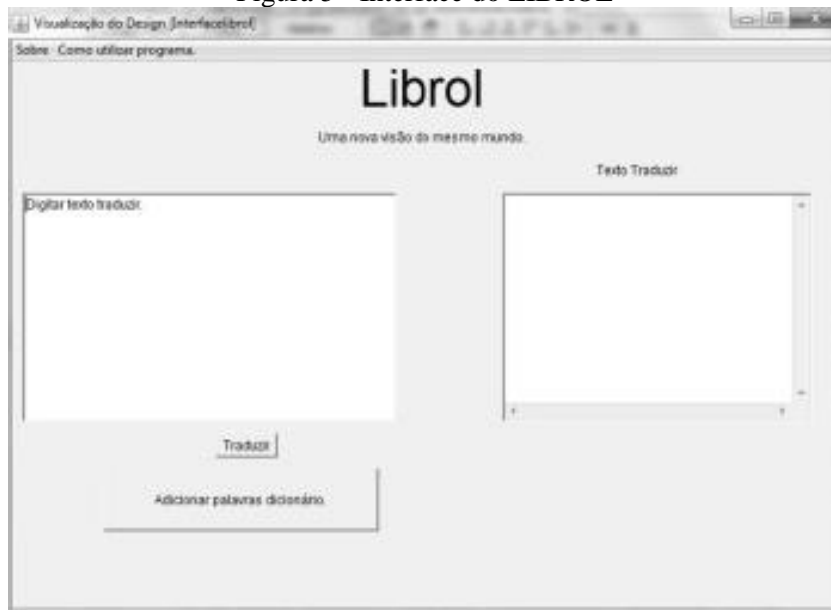 Figura 3 - Interface do LIBROL
Visualização do Design [Interfacelibrol]
Sobre Como utilizar programa.
Librol
Uma nova visão do mesmo mundo.
Texto Traduzir
Digitar texto traduzir.
Traduzir
Adicionar palavras dicionário.